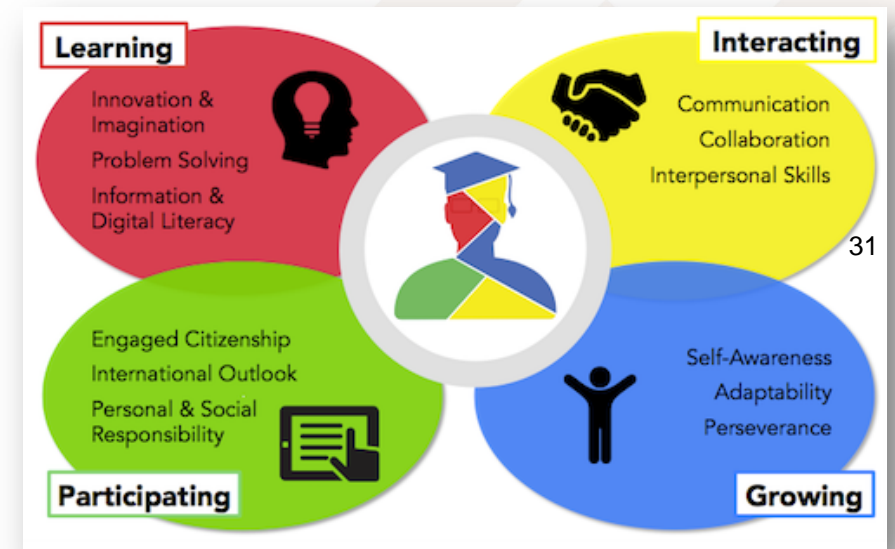 Learning
Innovation &
Imagination
Problem Solving
Information &
Digital Literacy
Interacting
Communication
Collaboration
Interpersonal Skills
31
Engaged Citizenship
International Outlook
Personal & Social
Responsibility
Participating
Self-Awareness
Adaptability
Perseverance
Growing